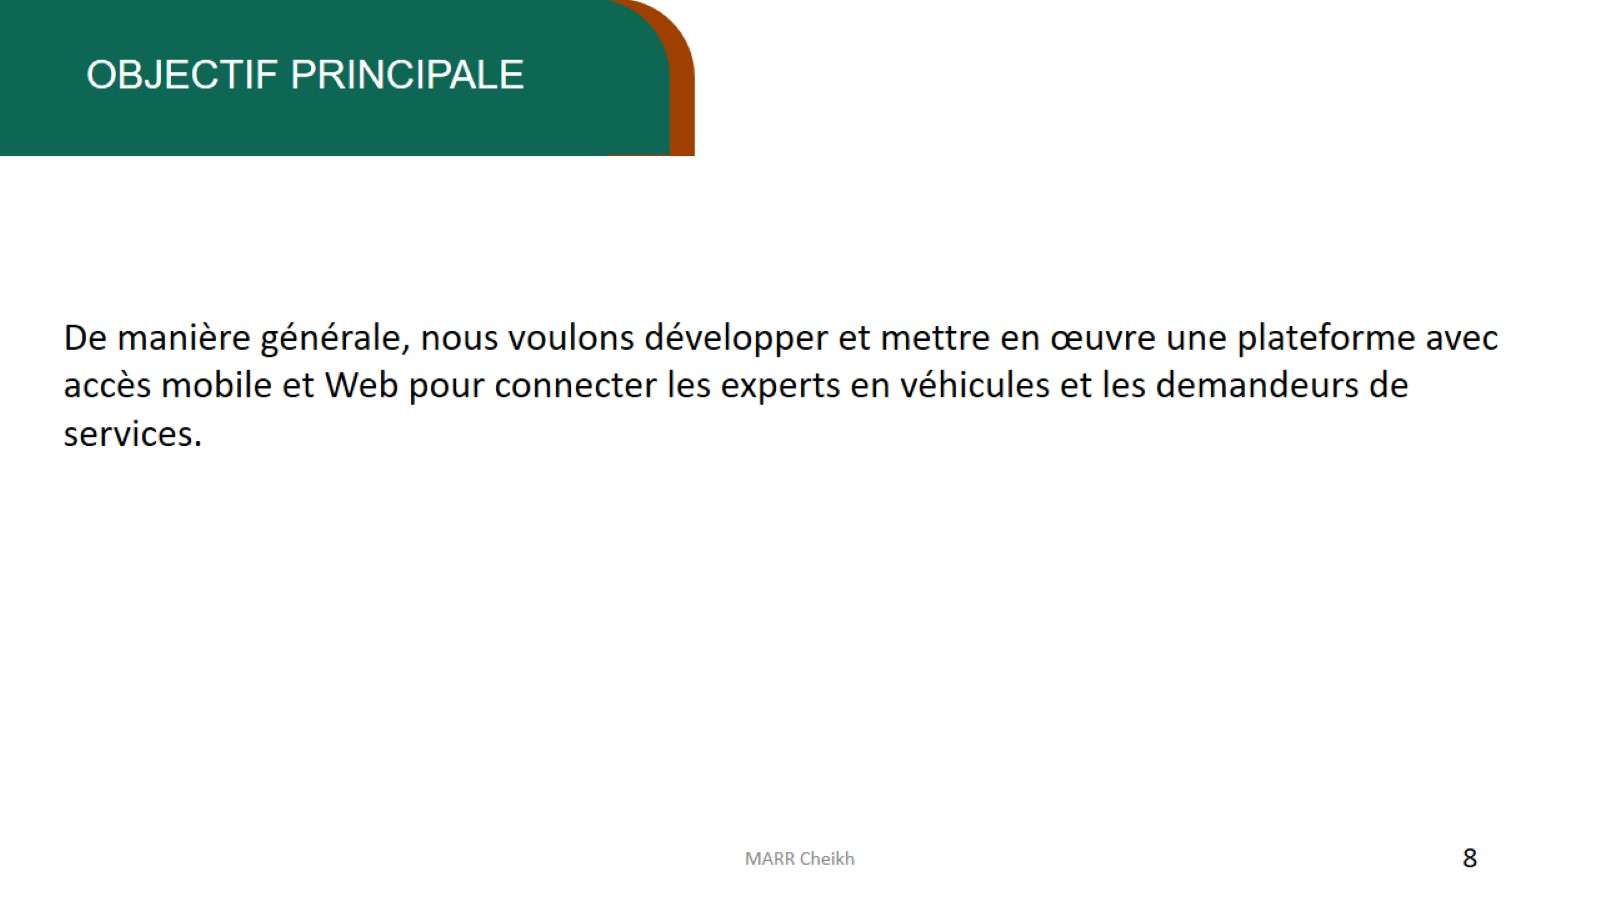 OBJECTIF PRINCIPALE
De manière générale, nous voulons développer et mettre en œuvre une plateforme avec
accès mobile et Web pour connecter les experts en véhicules et les demandeurs de
services.
MARR Cheikh
8